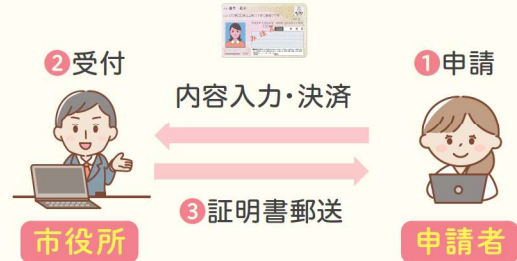 ❷受付
❶申請
内容入力・決済
❸証明書郵送
市役所
申請者